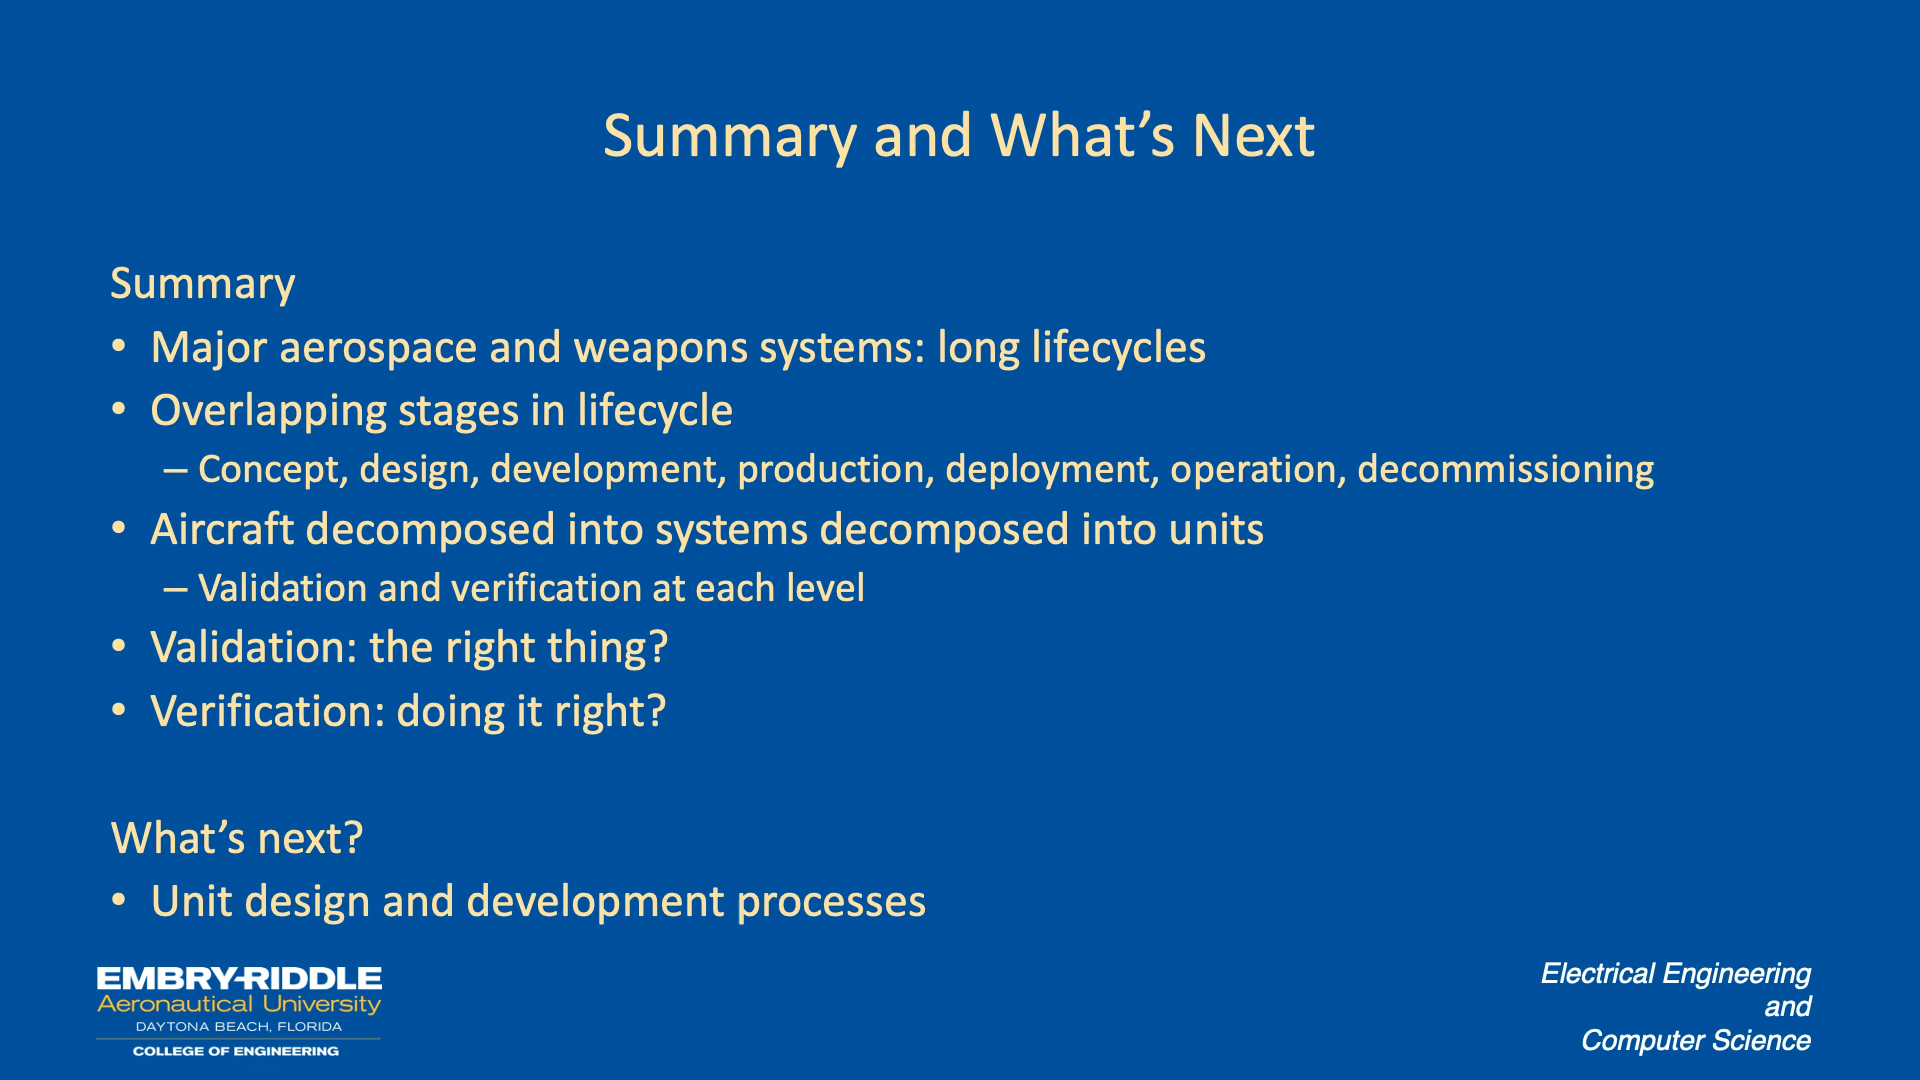 Summary and What’s Next
Summary
• Major aerospace and weapons systems: long lifecycles
• Overlapping stages in lifecycle
– Concept, design, development, production, deployment, operation, decommissioning
• Aircraft decomposed into systems decomposed into units
– Validation and verification at each level
• Validation: the right thing?
• Verification: doing it right?
What’s next?
• Unit design and development processes
EMBRY-RIDDLE
Aeronautical University
DAYTONA BEACH, FLORIDA
COLLEGE OF ENGINEERING
Electrical Engineering
and
Computer Science